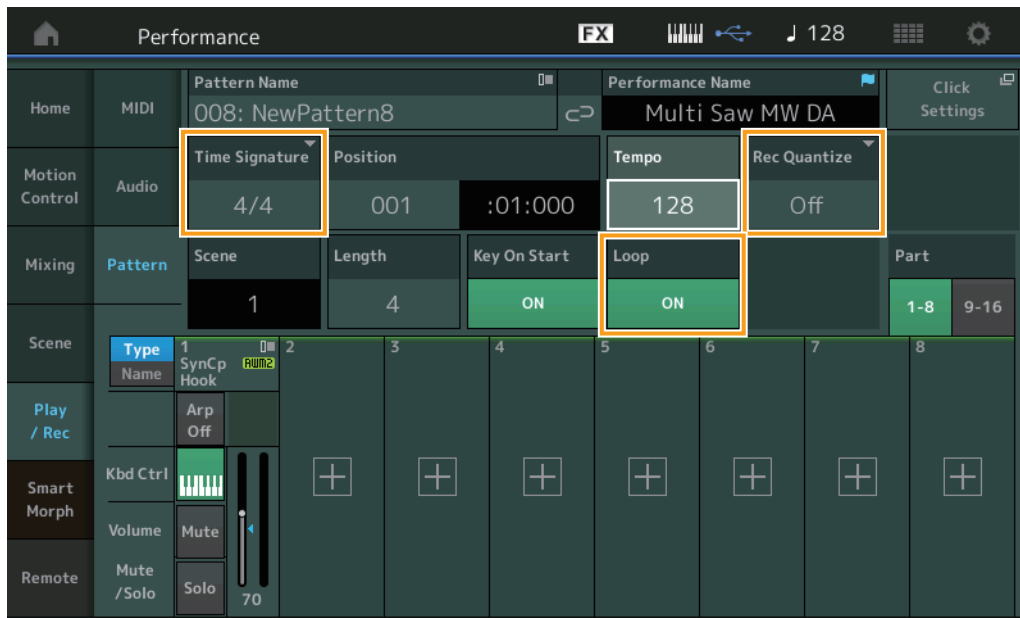 Performance
FX
♩ 128
Home
Motion
Control
Mixing
Scene
Play
/ Rec
Smart
Morph
Remote
MIDI
Audio
Pattern
Pattern Name
008: NewPattern8
Performance Name
Multi Saw MW DA
Click
Settings
Time Signature
4/4
Position
001
:01:000
Tempo
128
Rec Quantize
Off
Scene
1
Length
4
Key On Start
ON
Loop
ON
Part
1-8
9-16
Type
Name
1
SynCp
Hook
AWM2
2
3
4
5
6
7
8
Arp
Off
Kbd Ctrl
Volume
Mute
Mute
/Solo
Solo
70